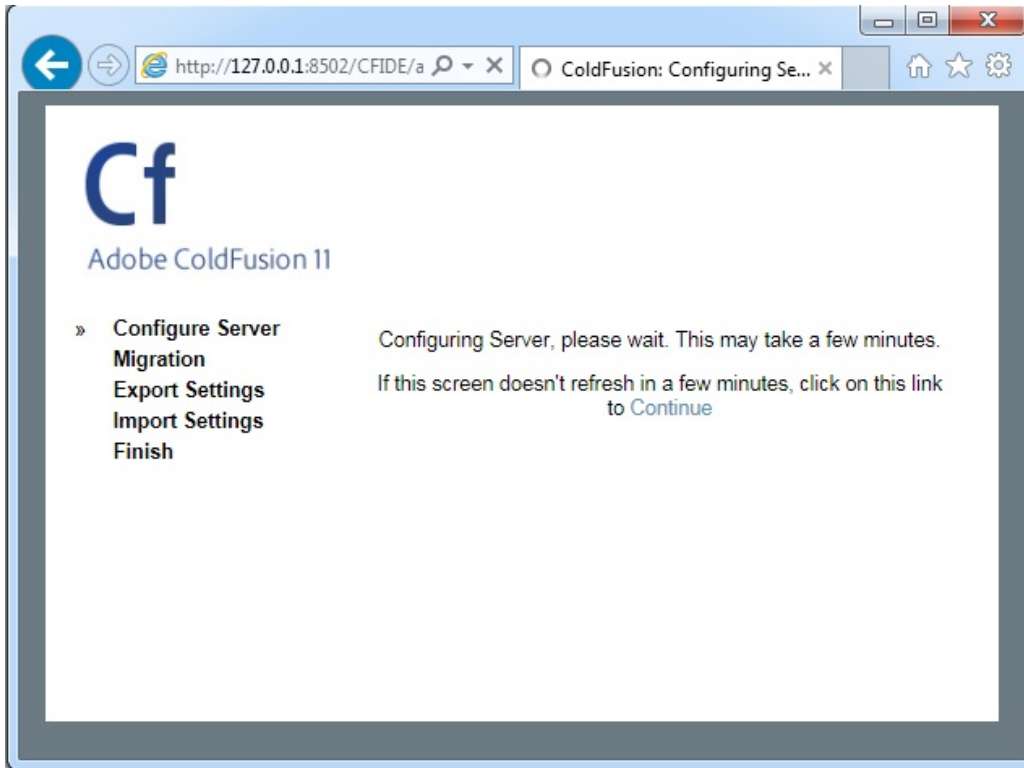 http://127.0.0.1:8502/CFIDE/a
ColdFusion: Configuring Se...
Cf
Adobe ColdFusion 11
» Configure Server
Migration
Export Settings
Import Settings
Finish
Configuring Server, please wait. This may take a few minutes.
If this screen doesn't refresh in a few minutes, click on this link
to Continue